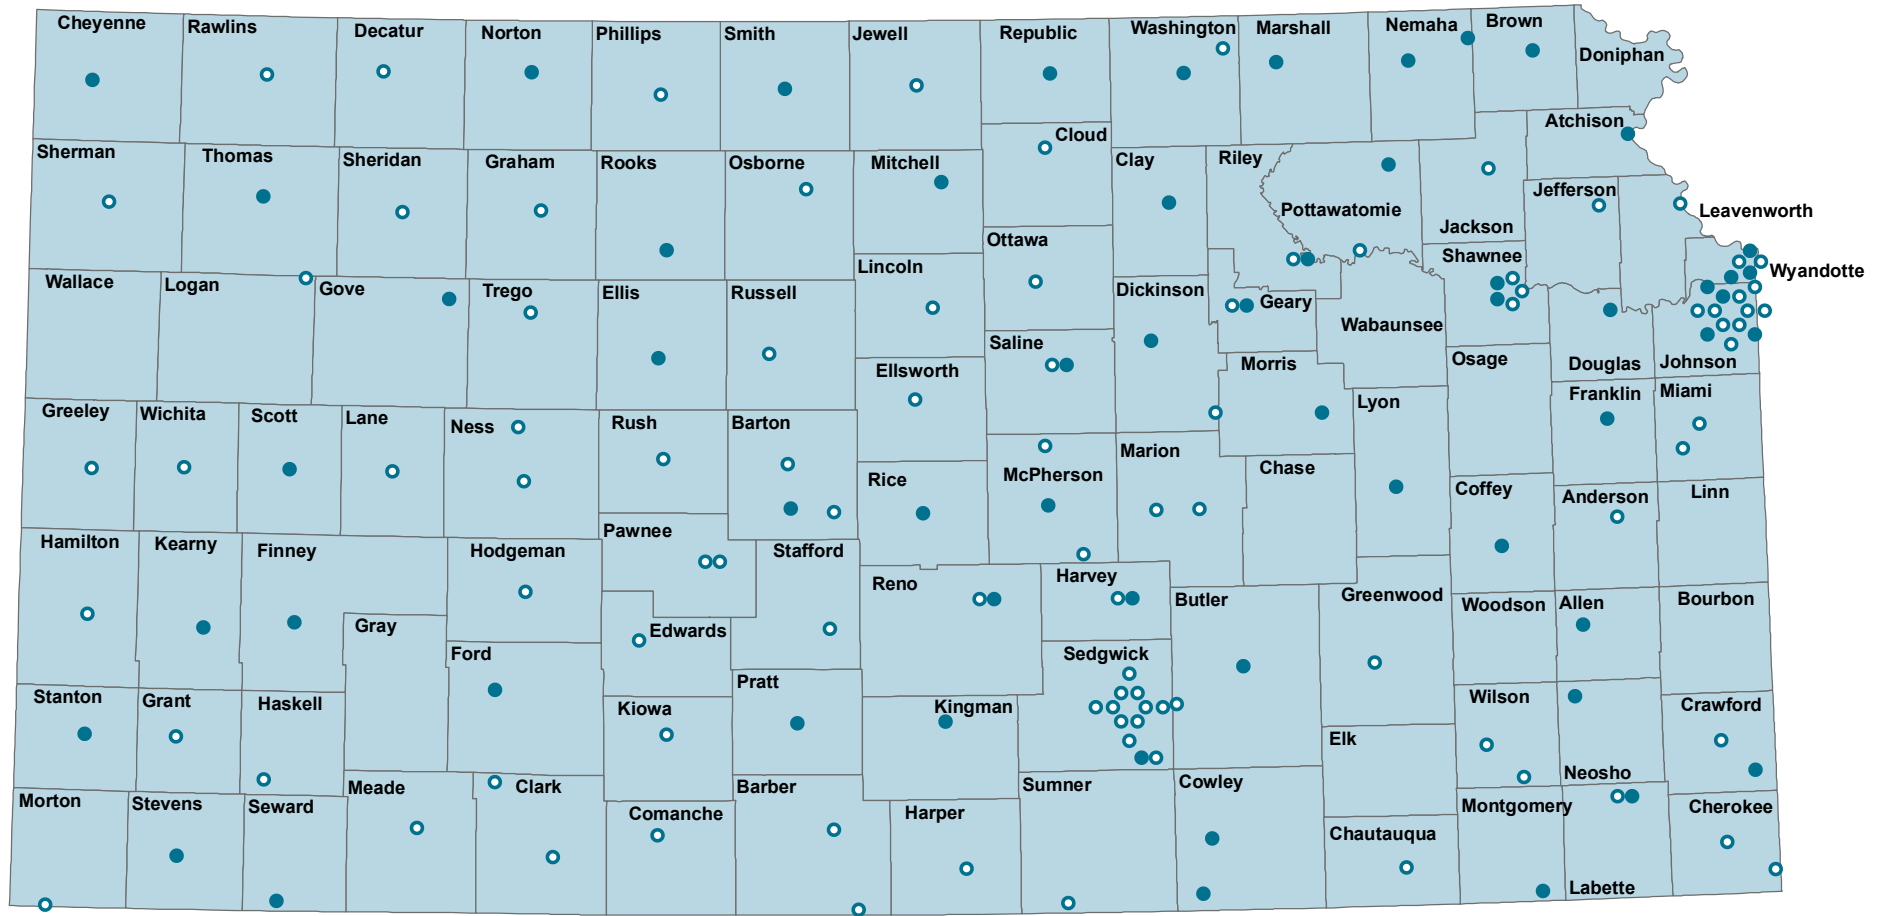 Cheyenne
Rawlins
Decatur
Norton
Phillips
Smith
Jewell
Republic
Washington
Marshall
Nemaha
Brown
Doniphan
Sherman
Thomas
Sheridan
Graham
Rooks
Osborne
Mitchell
Cloud
Clay
Riley
Pottawatomie
Jackson
Atchison
Jefferson
Leavenworth
Wyandotte
Wallace
Logan
Gove
Trego
Ellis
Russell
Lincoln
Ottawa
Saline
Dickinson
Geary
Wabaunsee
Shawnee
Osage
Douglas
Johnson
Greeley
Wichita
Scott
Lane
Ness
Rush
Barton
Ellsworth
Rice
McPherson
Marion
Morris
Chase
Lyon
Coffey
Franklin
Miami
Anderson
Linn
Hamilton
Kearny
Finney
Hodgeman
Pawnee
Stafford
Reno
Harvey
Butler
Greenwood
Woodson
Allen
Bourbon
Gray
Ford
Edwards
Stanton
Grant
Haskell
Kiowa
Pratt
Kingman
Sedgwick
Elk
Wilson
Neosho
Crawford
Morton
Stevens
Seward
Meade
Clark
Comanche
Barber
Harper
Sumner
Cowley
Chautauqua
Montgomery
Labette
Cherokee